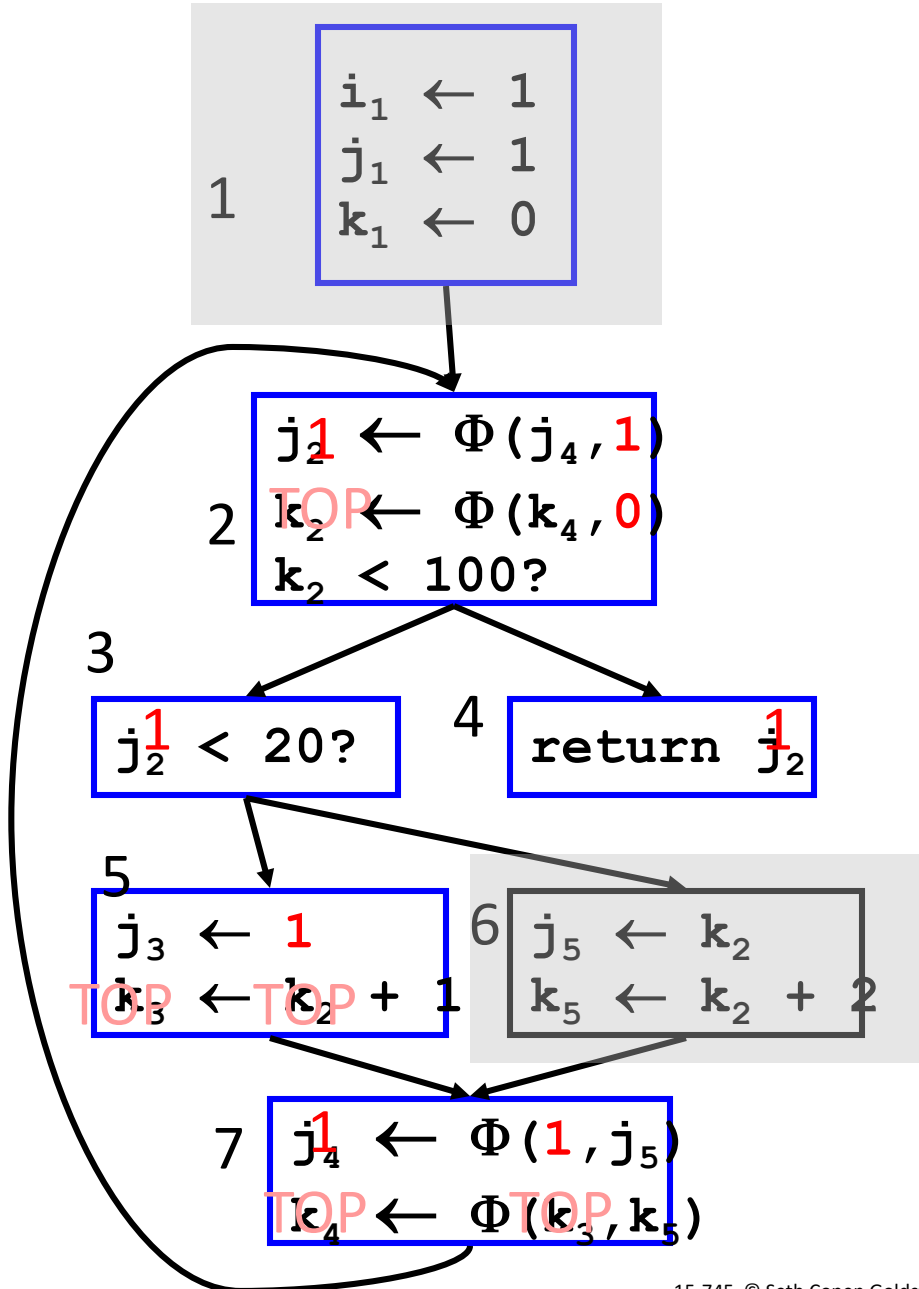 i₁ ← 1
j₁ ← 1
1
k₁ ← 0
j₂ 1 ← Φ(j₄,1)
k₂ TOP ← Φ(k₄,0)
2
k₂ < 100?
3
j₂ 1 < 20?
4
return j₂ 1
5
j₃ ← 1
k₃ TOP ← k₂ TOP + 1
6
j₅ ← k₂
k₅ ← k₂ + 2
7
j₄ 1 ← Φ(1,j₅)
k₄ TOP ← Φ(k₃ TOP,k₅)